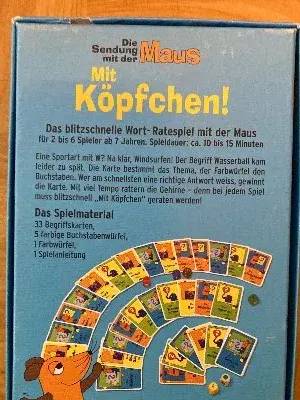 Die
Sendung
mit der Maus
Mit
Köpfchen!
Das blitzschnelle Wort-Ratespiel mit der Maus
für 2 bis 6 Spieler ab 7 Jahren. Spieldauer: ca. 10 bis 15 Minuten
Eine Sportart mit W? Na klar, Windsurfen! Der Begriff Wasserball kam
leider zu spät. Die Karte bestimmt das Thema, der Farbwürfel den
Buchstaben. Wer am schnellsten eine richtige Antwort weiss, gewinnt
die Karte. Mit viel Tempo rattern die Gehirne – denn bei jedem Spiel
muss blitzschnell „Mit Köpfchen" geraten werden!
Das Spielmaterial
33 Begriffskarten,
5 farbige Buchstabenwürfel,
1 Farbwürfel,
1 Spielanleitung